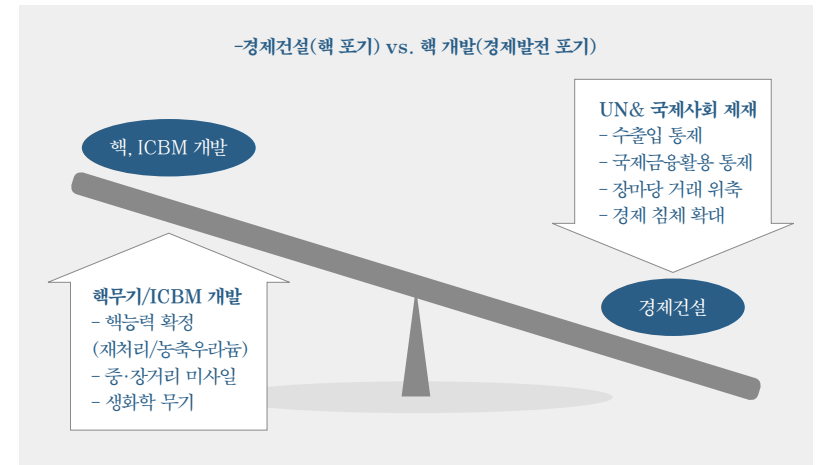 -경제건설(핵 포기) vs. 핵 개발(경제발전 포기)
핵, ICBM 개발
UN& 국제사회 제재
- 수출입 통제
- 국제금융활용 통제
- 장마당 거래 위축
- 경제 침체 확대
경제건설
핵무기/ICBM 개발
- 핵능력 확정
(재처리/농축우라늄)
- 중·장거리 미사일
- 생화학 무기